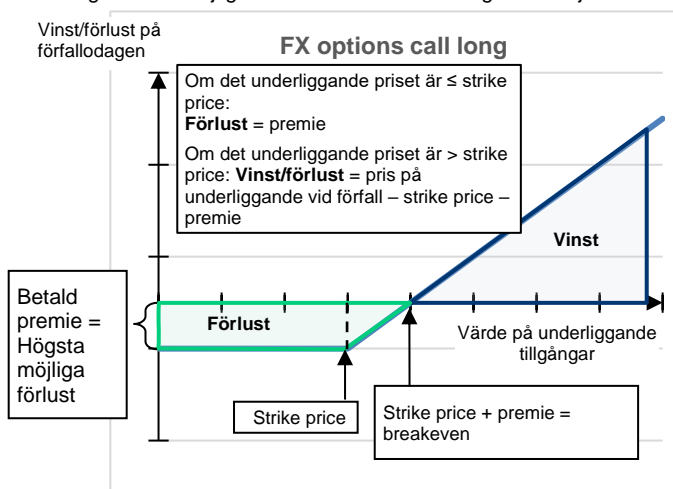 Vinst/förlust på
förfallodagen
FX options call long
Om det underliggande priset är ≤ strike
price:
Förlust = premie
Om det underliggande priset är > strike
price: Vinst/förlust = pris på
underliggande vid förfall – strike price –
premie
Vinst
Betald
premie =
Högsta
möjliga
förlust
Förlust
Värde på underliggande
tillgångar
Strike price
Strike price + premie =
breakeven